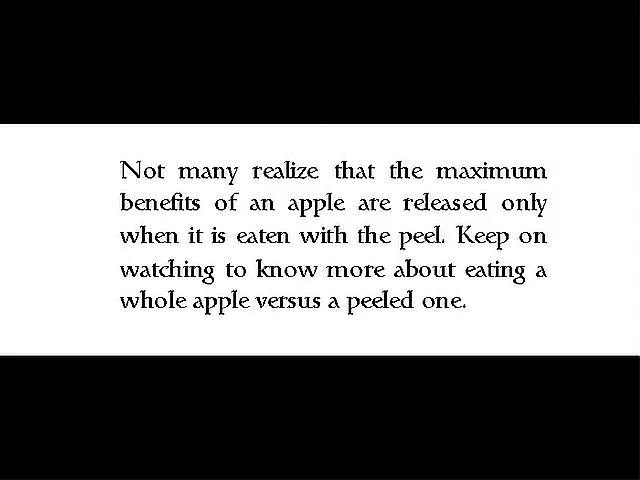 Not many realize that the maximum
benefits of an apple are released only
when it is eaten with the peel. Keep on
watching to know more about eating a
whole apple versus a peeled one.